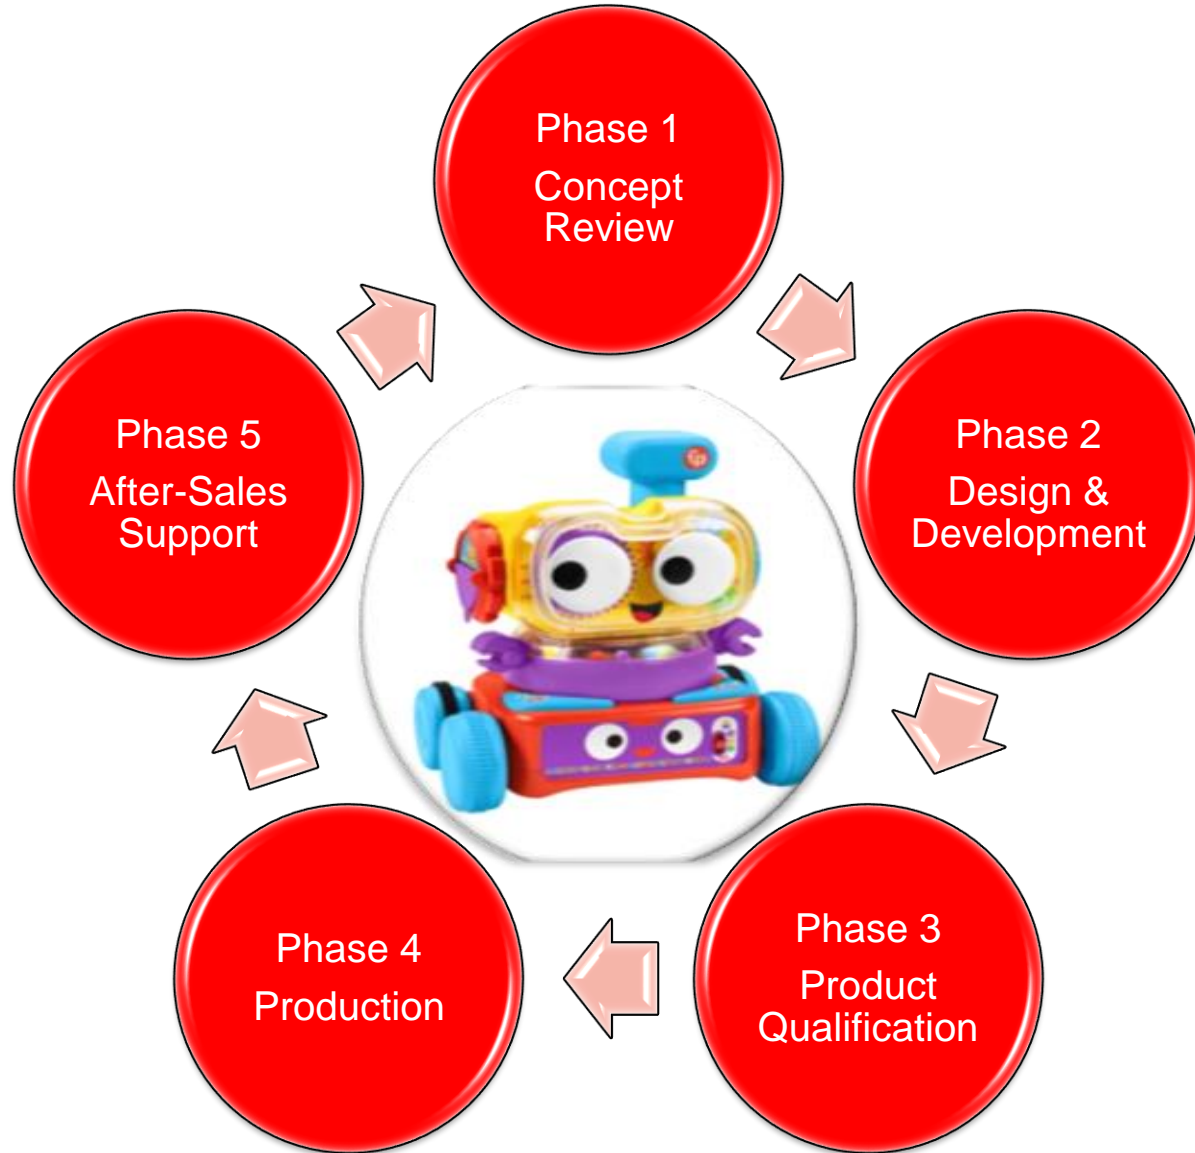 Phase 1
Concept
Review
Phase 2
Design &
Development
Phase 3
Product
Qualification
Phase 4
Production
Phase 5
After-Sales
Support